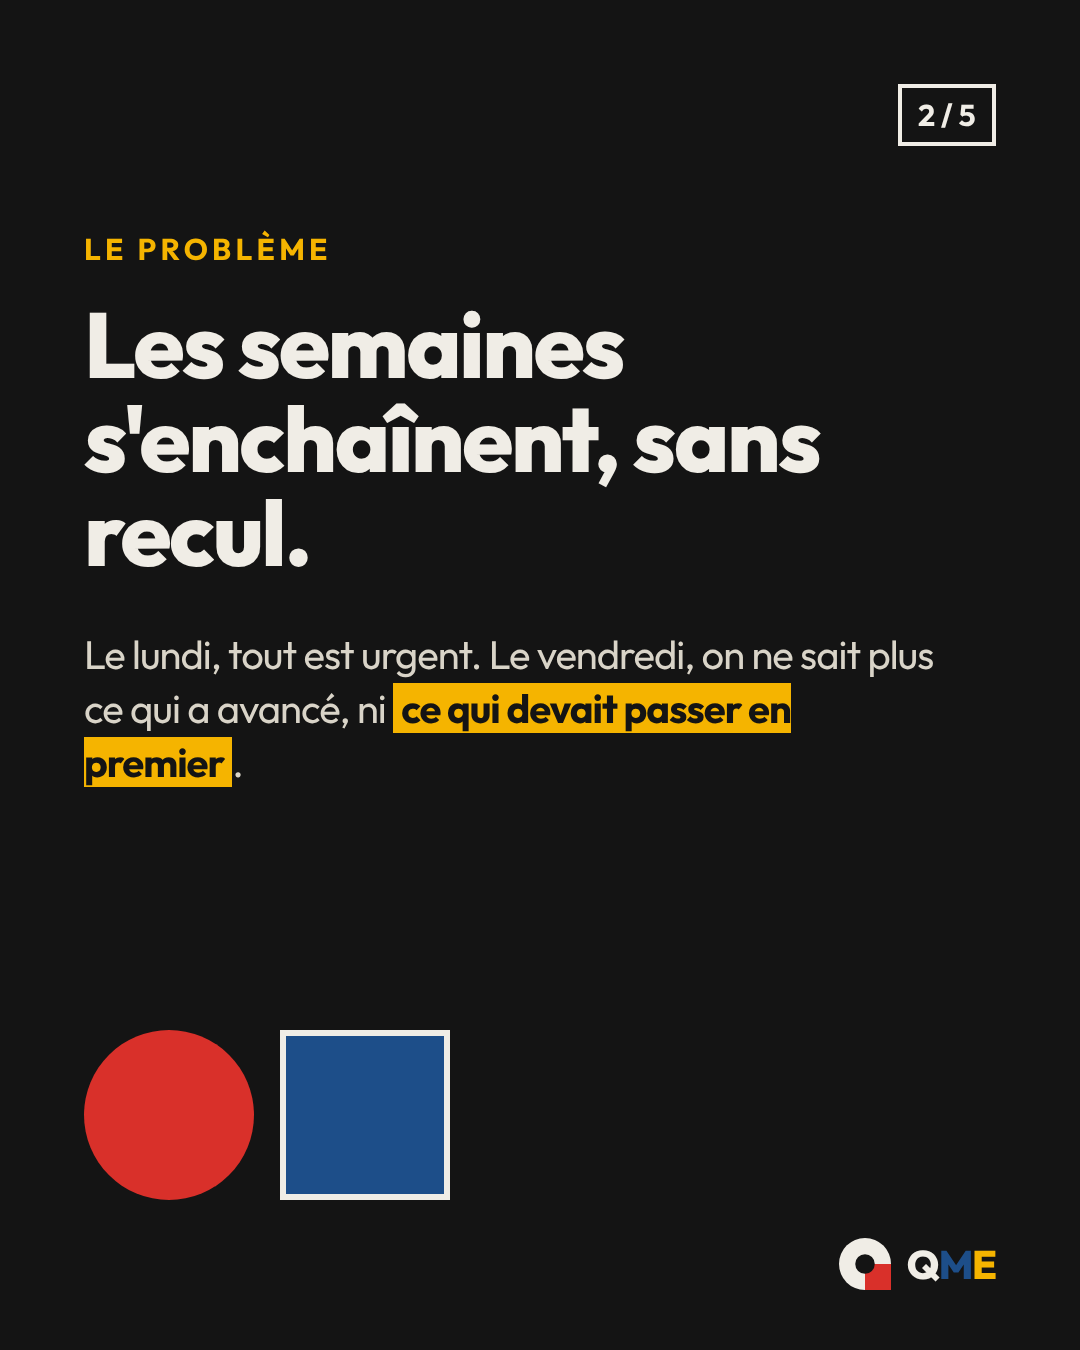 2 / 5
LE PROBLÈME
Les semaines
s'enchaînent, sans
recul.
Le lundi, tout est urgent. Le vendredi, on ne sait plus
ce qui a avancé, ni ce qui devait passer en
premier .
QME